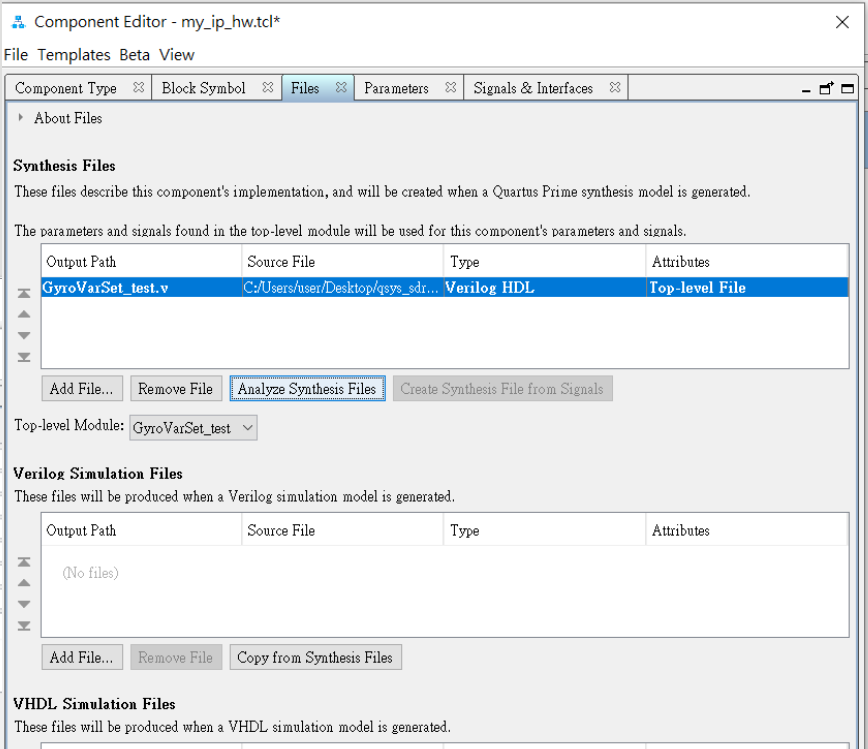 Component Editor - my_ip_hw.tcl*
File Templates Beta View
Component Type Block Symbol Files Parameters Signals & Interfaces
About Files
Synthesis Files
These files describe this component's implementation, and will be created when a Quartus Prime synthesis model is generated.
The parameters and signals found in the top-level module will be used for this component's parameters and signals.
Output Path Source File Type Attributes
GyroVarSet_test.v C:/Users/user/Desktop/qsys_sdr... Verilog HDL Top-level File
Add File... Remove File Analyze Synthesis Files Create Synthesis File from Signals
Top-level Module: GyroVarSet_test
Verilog Simulation Files
These files will be produced when a Verilog simulation model is generated.
Output Path Source File Type Attributes
(No files)
Add File... Remove File Copy from Synthesis Files
VHDL Simulation Files
These files will be produced when a VHDL simulation model is generated.